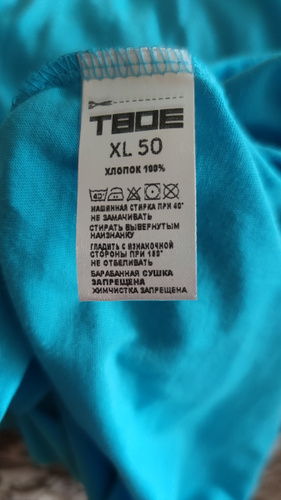 ТВОЕ
XL 50
ХЛОПОК 100%
МАШИННАЯ СТИРКА ПРИ 40°
НЕ ЗАМАЧИВАТЬ
СТИРАТЬ ВЫВЕРНУТЫМ
НАИЗНАНКУ
ГЛАДИТЬ С ИЗНАНОЧНОЙ
СТОРОНЫ ПРИ 150°
НЕ ОТБЕЛИВАТЬ
БАРАБАННАЯ СУШКА
ЗАПРЕЩЕНА
ХИМЧИСТКА ЗАПРЕЩЕНА